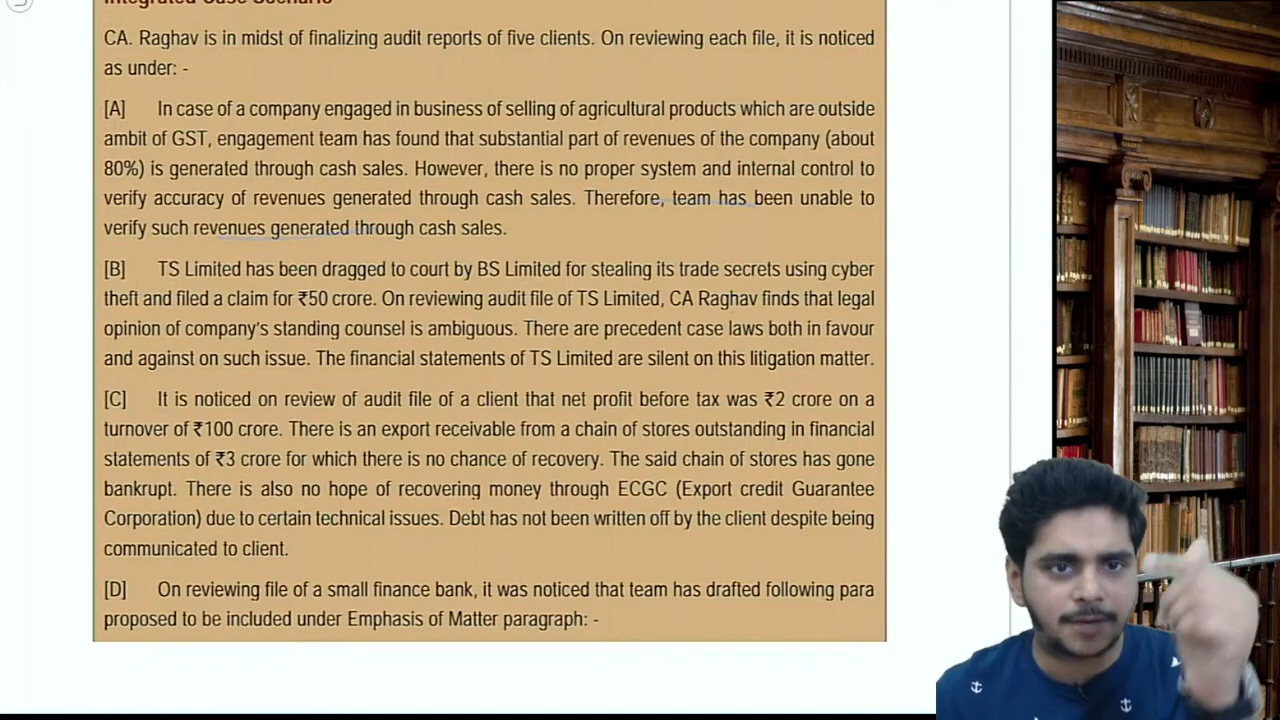 Integrated Case Scenario
CA. Raghav is in midst of finalizing audit reports of five clients. On reviewing each file, it is noticed
as under: -
[A] In case of a company engaged in business of selling of agricultural products which are outside
ambit of GST, engagement team has found that substantial part of revenues of the company (about
80%) is generated through cash sales. However, there is no proper system and internal control to
verify accuracy of revenues generated through cash sales. Therefore, team has been unable to
verify such revenues generated through cash sales.
[B] TS Limited has been dragged to court by BS Limited for stealing its trade secrets using cyber
theft and filed a claim for ₹50 crore. On reviewing audit file of TS Limited, CA Raghav finds that legal
opinion of company's standing counsel is ambiguous. There are precedent case laws both in favour
and against on such issue. The financial statements of TS Limited are silent on this litigation matter.
[C] It is noticed on review of audit file of a client that net profit before tax was ₹2 crore on a
turnover of ₹100 crore. There is an export receivable from a chain of stores outstanding in financial
statements of ₹3 crore for which there is no chance of recovery. The said chain of stores has gone
bankrupt. There is also no hope of recovering money through ECGC (Export credit Guarantee
Corporation) due to certain technical issues. Debt has not been written off by the client despite being
communicated to client.
[D] On reviewing file of a small finance bank, it was noticed that team has drafted following para
proposed to be included under Emphasis of Matter paragraph: -